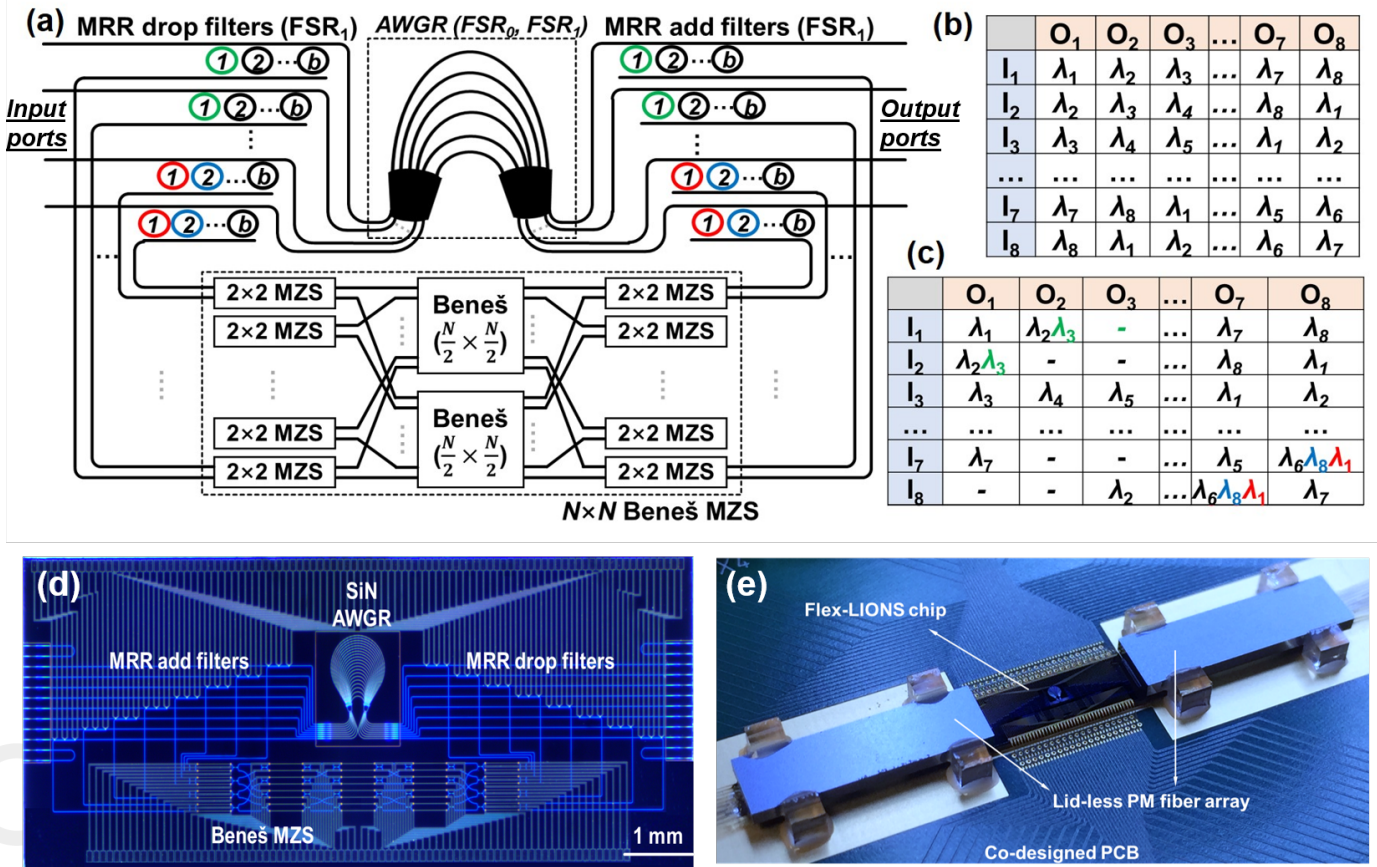 (a)
MRR drop filters (FSR₁)
AWGR (FSR₀, FSR₁)
MRR add filters (FSR₁)
1 2 ... b
1 2 ... b
Input
ports
1 2 ... b
1 2 ... b
Output
ports
1 2 ... b
1 2 ... b
1 2 ... b
1 2 ... b
2×2 MZS
2×2 MZS
2×2 MZS
2×2 MZS
Beneš
(N/2 × N/2)
Beneš
(N/2 × N/2)
2×2 MZS
2×2 MZS
2×2 MZS
2×2 MZS
N×N Beneš MZS
(b)
O₁ O₂ O₃ ... O₇ O₈
I₁ λ₁ λ₂ λ₃ ... λ₇ λ₈
I₂ λ₂ λ₃ λ₄ ... λ₈ λ₁
I₃ λ₃ λ₄ λ₅ ... λ₁ λ₂
... ... ... ... ... ... ...
I₇ λ₇ λ₈ λ₁ ... λ₅ λ₆
I₈ λ₈ λ₁ λ₂ ... λ₆ λ₇
(c)
O₁ O₂ O₃ ... O₇ O₈
I₁ λ₁ λ₂λ₃ - ... λ₇ λ₈
I₂ λ₂λ₃ - - ... λ₈ λ₁
I₃ λ₃ λ₄ λ₅ ... λ₁ λ₂
... ... ... ... ... ...
I₇ λ₇ - - ... λ₅ λ₆λ₈λ₁
I₈ - - λ₂ ... λ₆λ₈λ₁ λ₇
(d)
SiN
AWGR
MRR add filters
MRR drop filters
Beneš MZS
1 mm
(e)
Flex-LIONS chip
Lid-less PM fiber array
Co-designed PCB